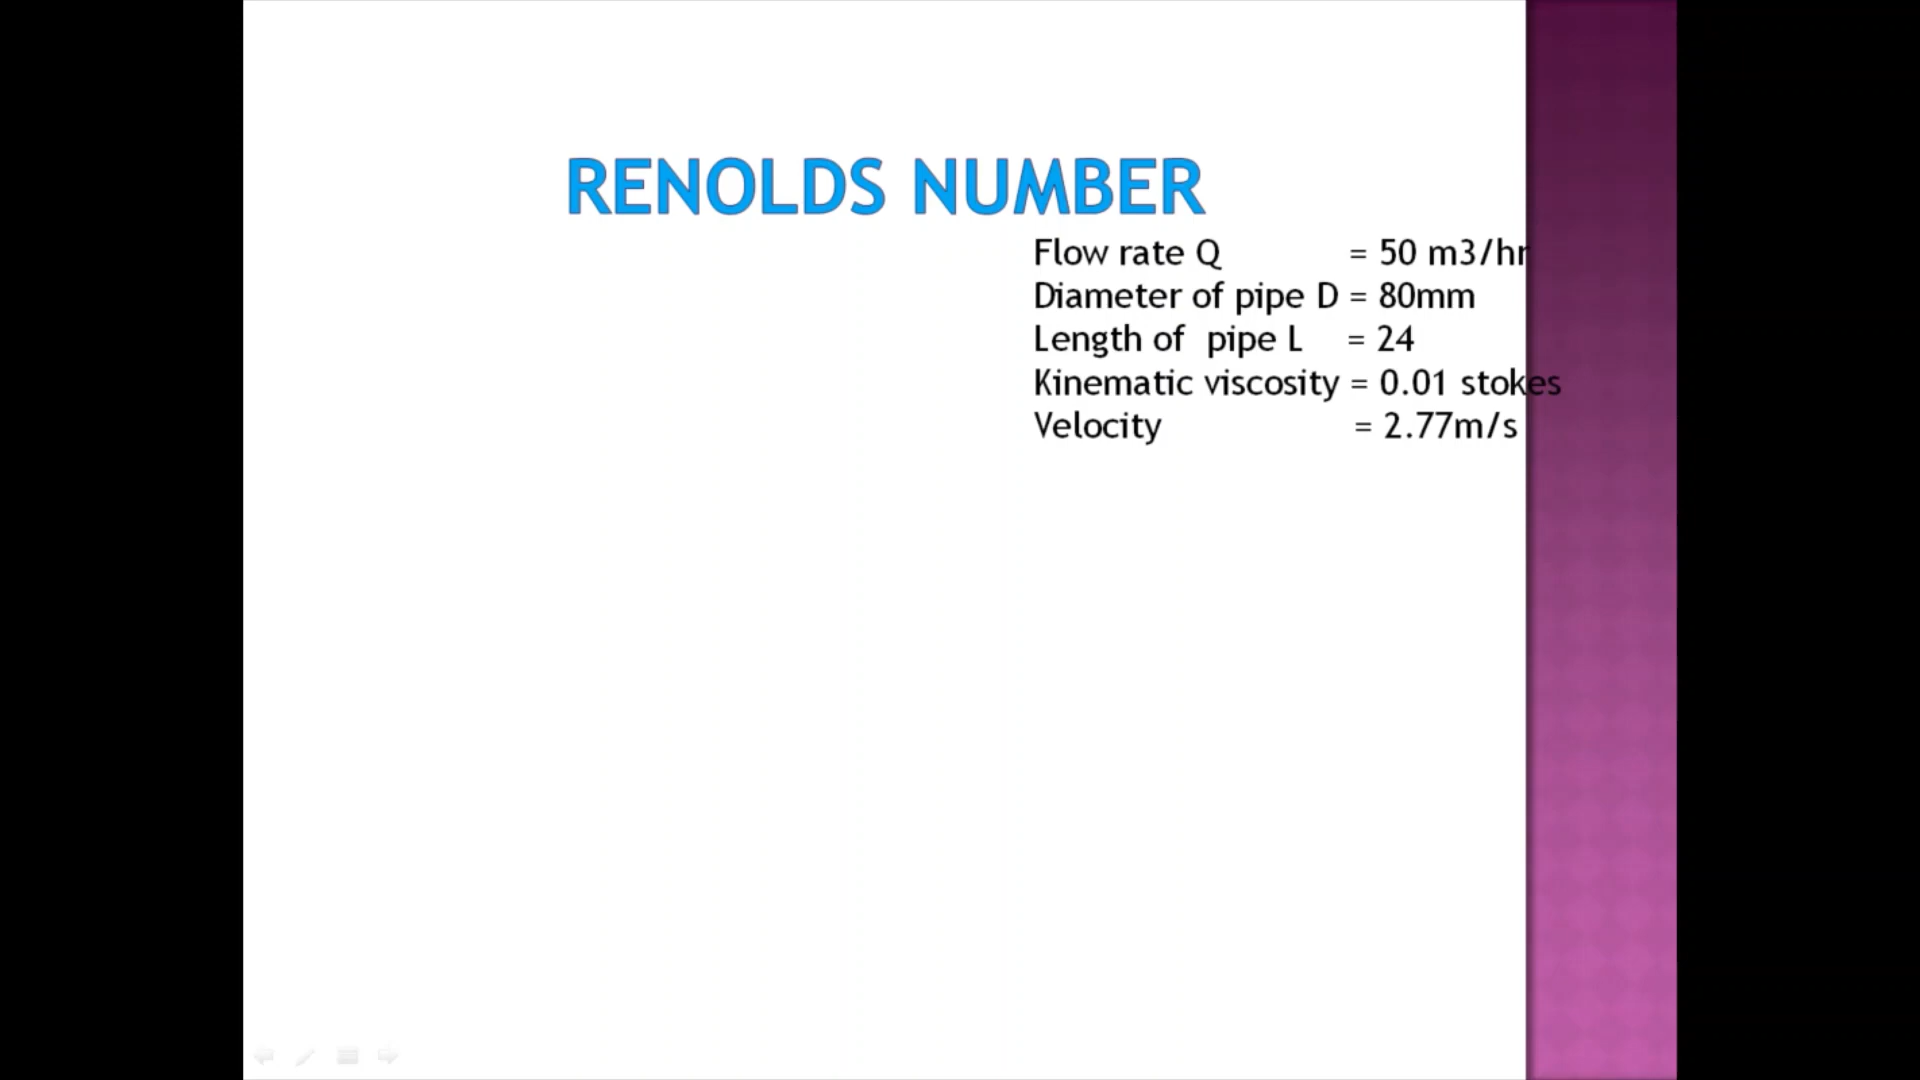 RENOLDS NUMBER
Flow rate Q = 50 m3/hr
Diameter of pipe D = 80mm
Length of pipe L = 24
Kinematic viscosity = 0.01 stokes
Velocity = 2.77m/s